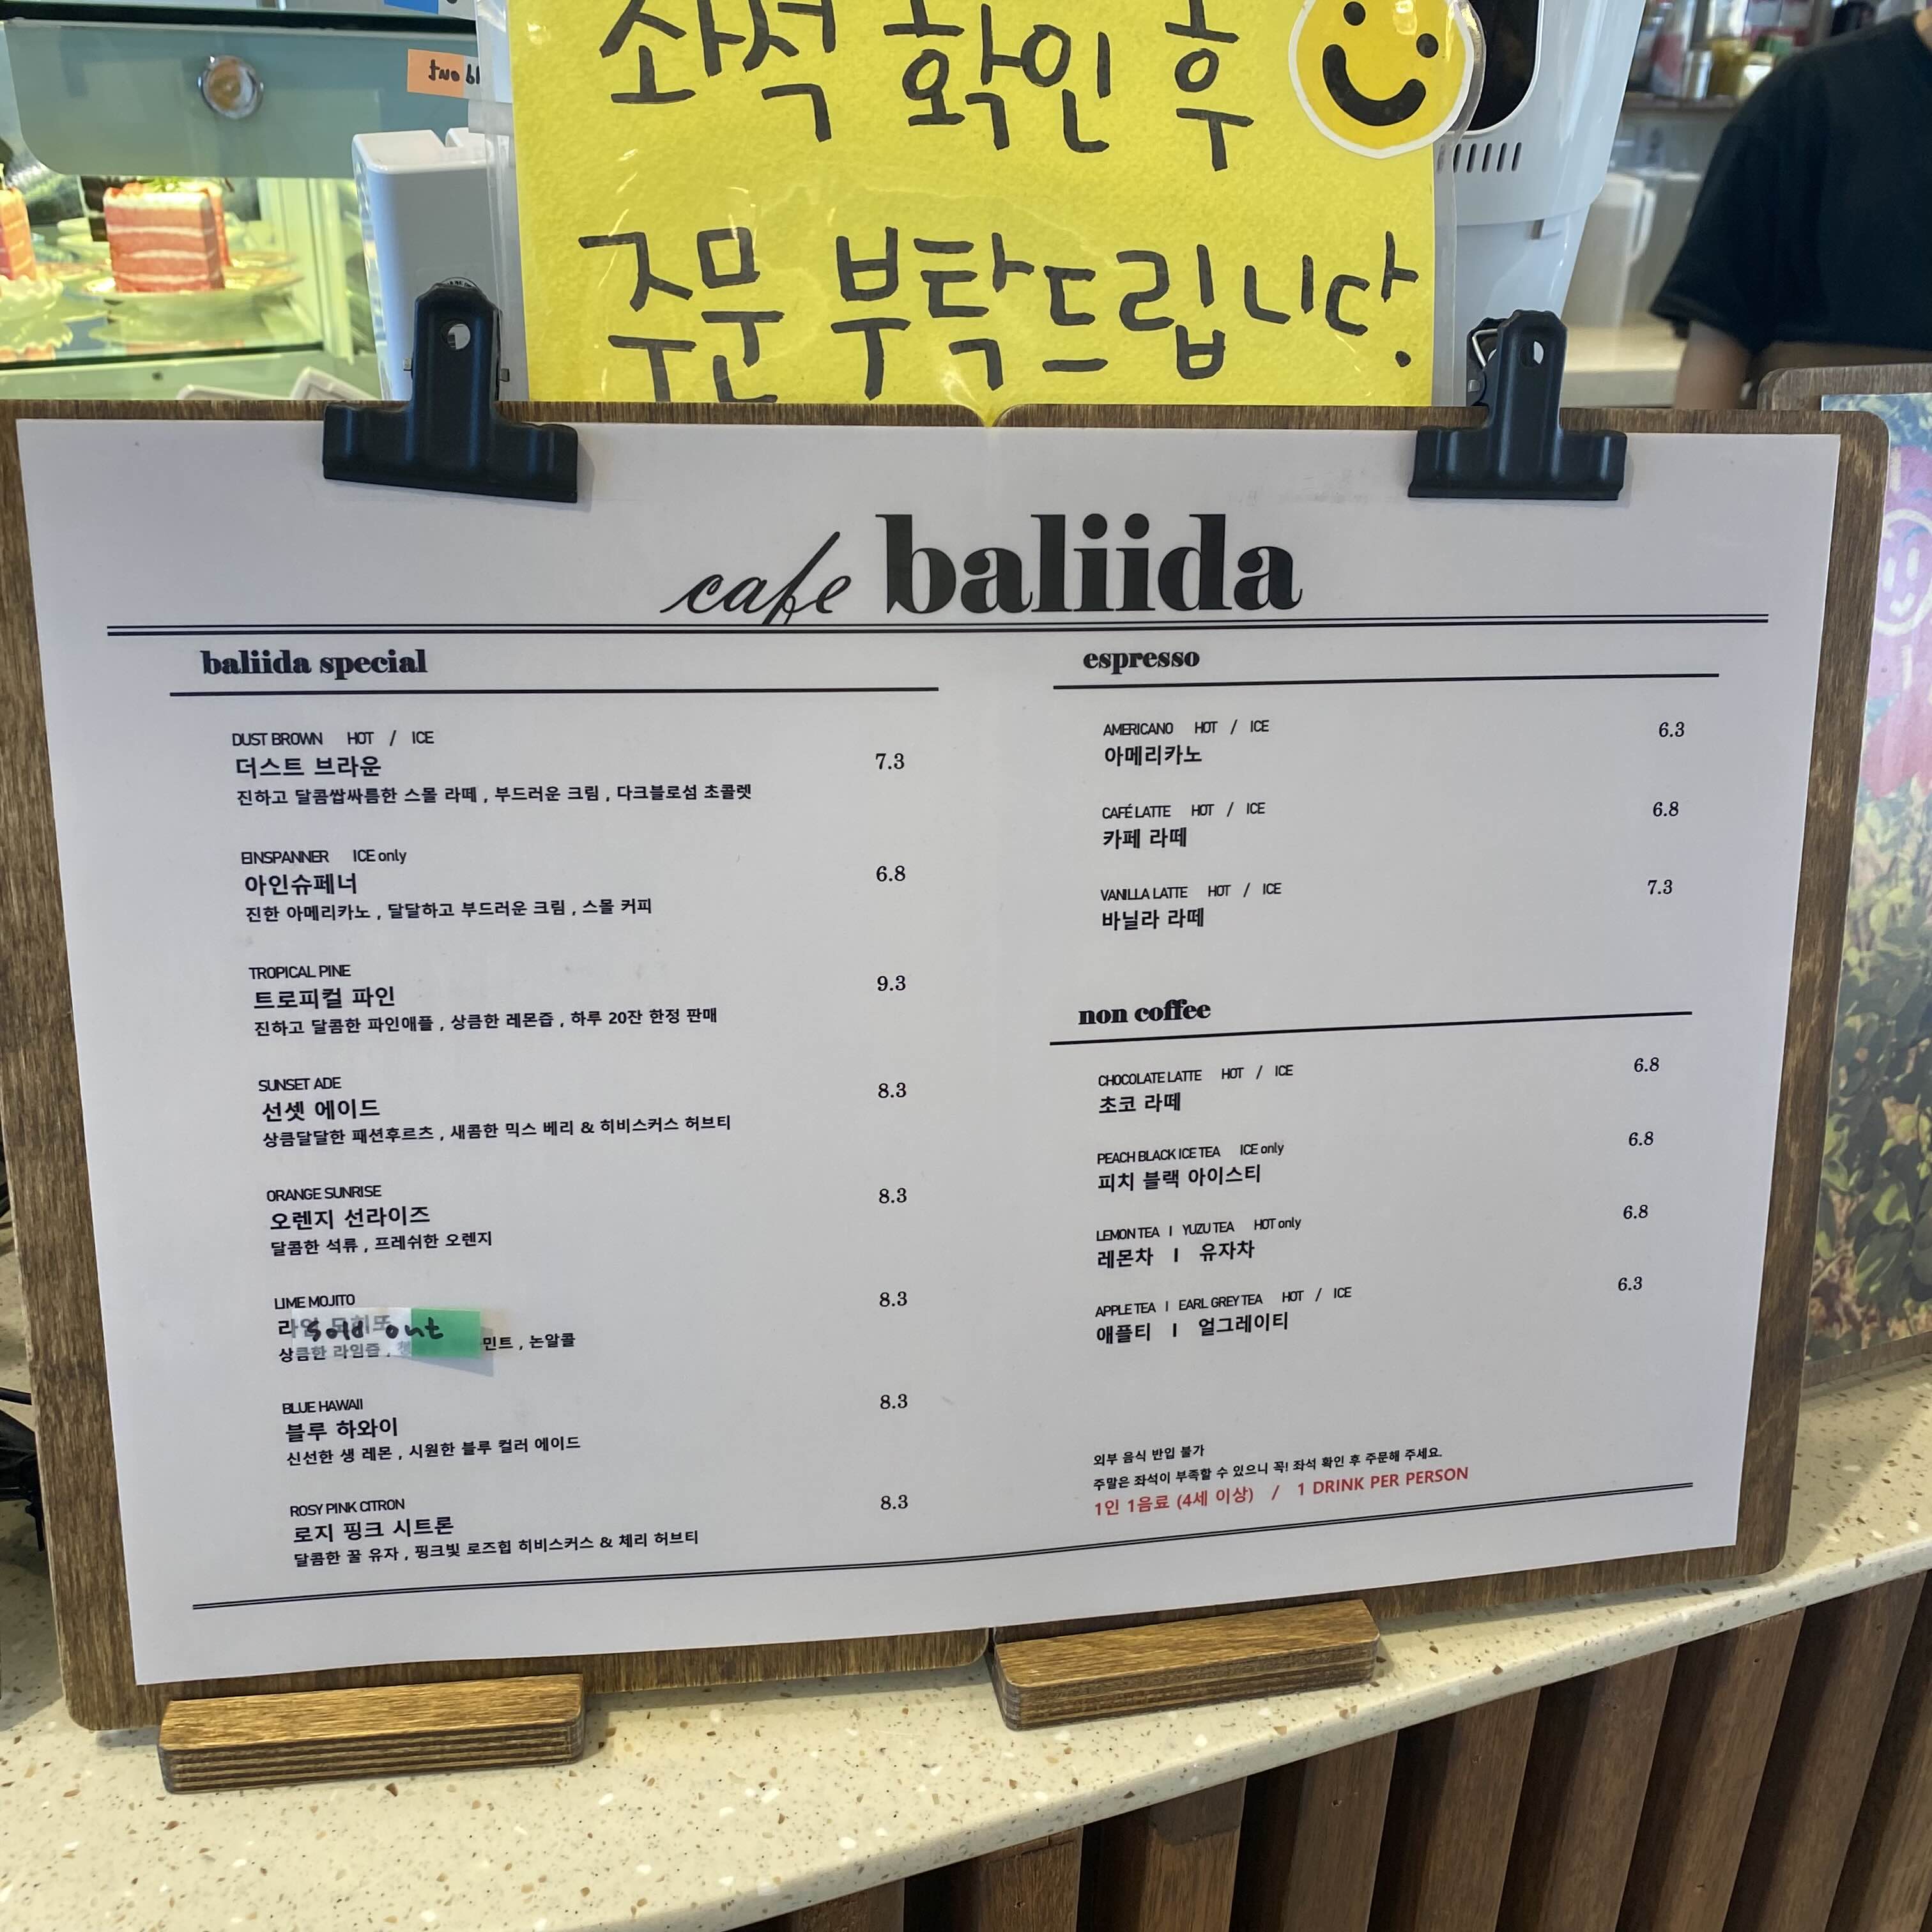 좌석 확인 후
주문 부탁드립니다.
cafe baliida
baliida special
DUST BROWN HOT / ICE
더스트 브라운
7.3
진하고 달콤쌉싸름한 스몰 라떼 , 부드러운 크림 , 다크블로섬 초콜렛
EINSPANNER ICE only
아인슈페너
6.8
진한 아메리카노 , 달달하고 부드러운 크림 , 스몰 커피
TROPICAL PINE
트로피컬 파인
9.3
진하고 달콤한 파인애플 , 상큼한 레몬즙 , 하루 20잔 한정 판매
SUNSET ADE
선셋 에이드
8.3
상큼달달한 패션후르츠 , 새콤한 믹스 베리 & 히비스커스 허브티
ORANGE SUNRISE
오렌지 선라이즈
8.3
달콤한 석류 , 프레쉬한 오렌지
LIME MOJITO
8.3
라임 모히또
sold out
상큼한 라임즙 , 민트 , 논알콜
BLUE HAWAII
블루 하와이
8.3
신선한 생 레몬 , 시원한 블루 컬러 에이드
ROSY PINK CITRON
로지 핑크 시트론
8.3
달콤한 꿀 유자 , 핑크빛 로즈힙 히비스커스 & 체리 허브티
espresso
AMERICANO HOT / ICE
아메리카노
6.3
CAFÉ LATTE HOT / ICE
카페 라떼
6.8
VANILLA LATTE HOT / ICE
바닐라 라떼
7.3
non coffee
CHOCOLATE LATTE HOT / ICE
초코 라떼
6.8
PEACH BLACK ICE TEA ICE only
피치 블랙 아이스티
6.8
LEMON TEA I YUZU TEA HOT only
레몬차 I 유자차
6.8
APPLE TEA I EARL GREY TEA HOT / ICE
애플티 I 얼그레이티
6.3
외부 음식 반입 불가
주말은 좌석이 부족할 수 있으니 꼭! 좌석 확인 후 주문해 주세요.
1인 1음료 (4세 이상) / 1 DRINK PER PERSON